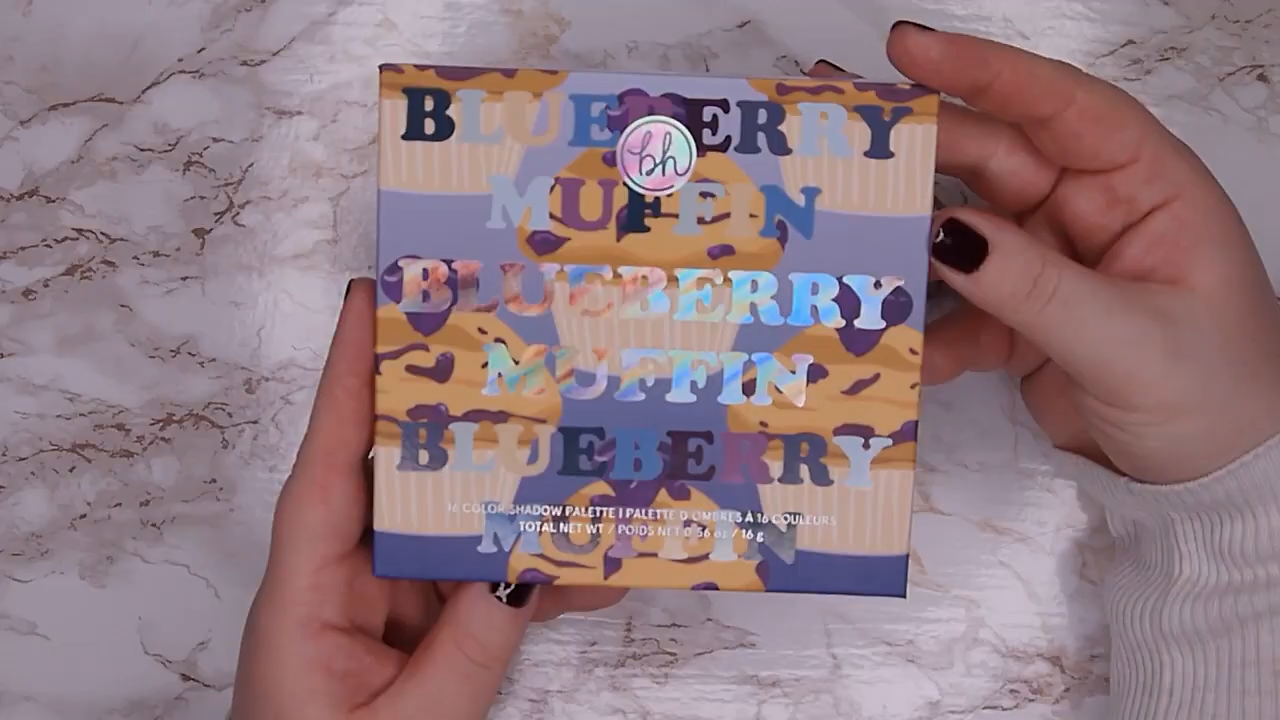 BLUEBERRY
bh
MUFFIN
BLUEBERRY
MUFFIN
BLUEBERRY
16 COLOR SHADOW PALETTE | PALETTE D'OMBRES À 16 COULEURS
TOTAL NET WT / POIDS NET 0.56 oz / 16 g
MUFFIN